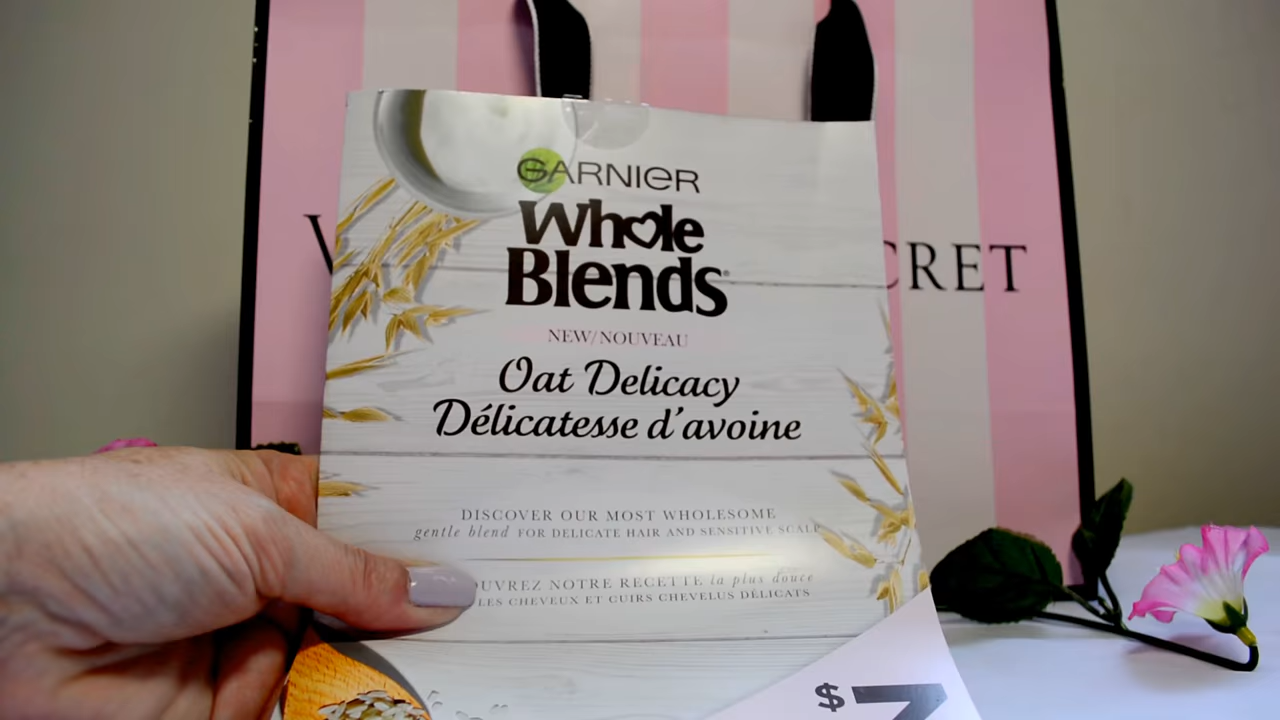 GARNIER
Whole
Blends®
NEW/NOUVEAU
Oat Delicacy
Délicatesse d'avoine
DISCOVER OUR MOST WHOLESOME
gentle blend FOR DELICATE HAIR AND SENSITIVE SCALP
OUVREZ NOTRE RECETTE la plus douce
LES CHEVEUX ET CUIRS CHEVELUS DÉLICATS
$7
V
CRET